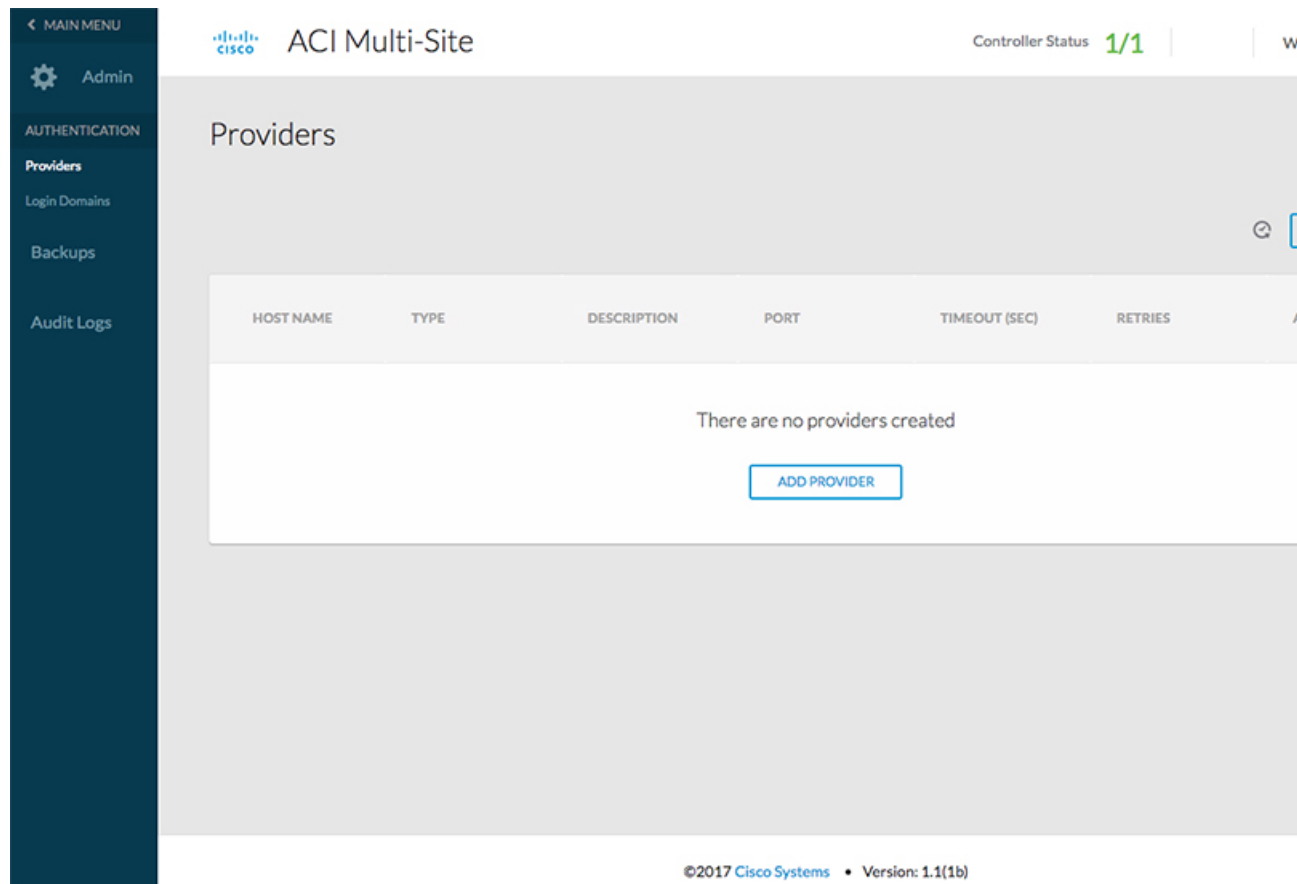 MAIN MENU
Admin
AUTHENTICATION
Providers
Login Domains
Backups
Audit Logs
cisco ACI Multi-Site Controller Status 1/1 W
Providers
HOST NAME TYPE DESCRIPTION PORT TIMEOUT (SEC) RETRIES A
There are no providers created
ADD PROVIDER
©2017 Cisco Systems • Version: 1.1(1b)